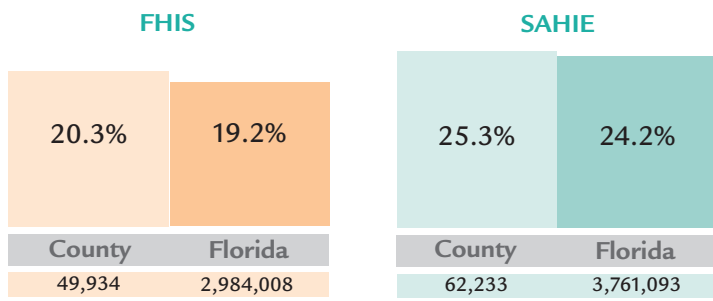 FHIS
20.3% 19.2%
County Florida
49,934 2,984,008
SAHIE
25.3% 24.2%
County Florida
62,233 3,761,093